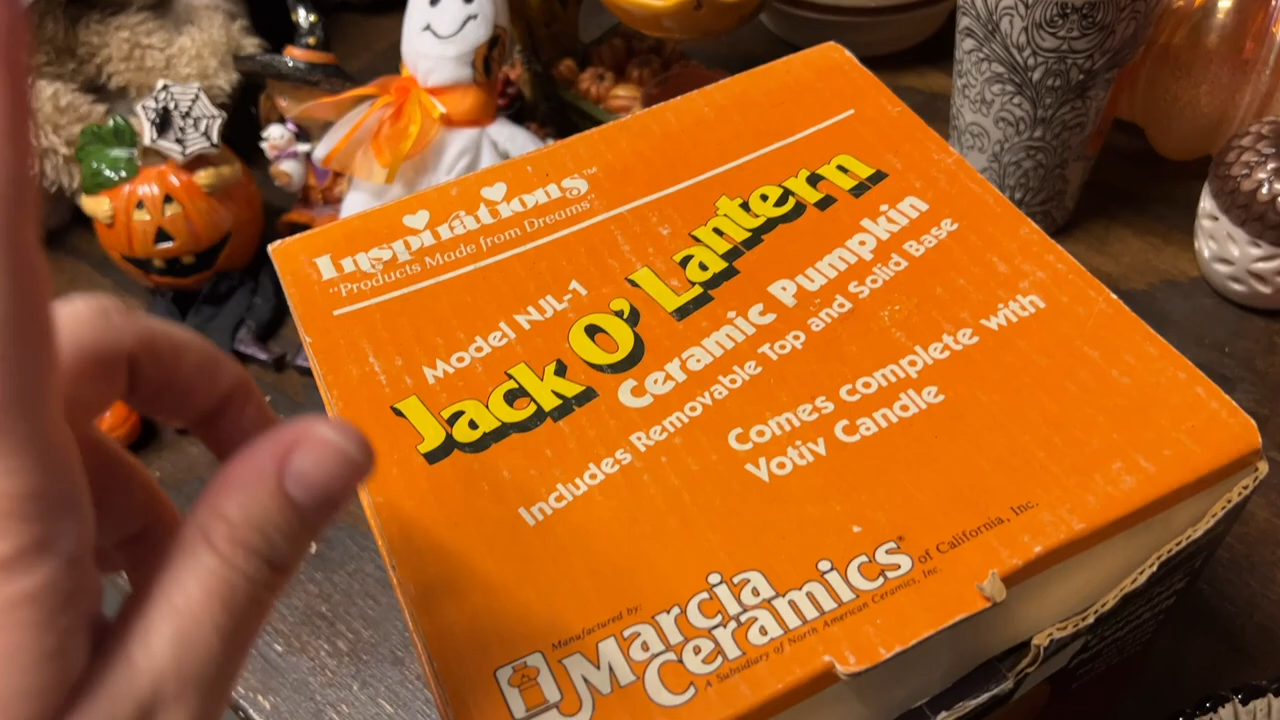 Inspirations™
"Products Made from Dreams"
Model NJL-1
Jack O' Lantern
Ceramic Pumpkin
Includes Removable Top and Solid Base
Comes complete with
Votiv Candle
Manufactured by:
Marcia
Ceramics® of California, Inc.
A Subsidiary of North American Ceramics, Inc.